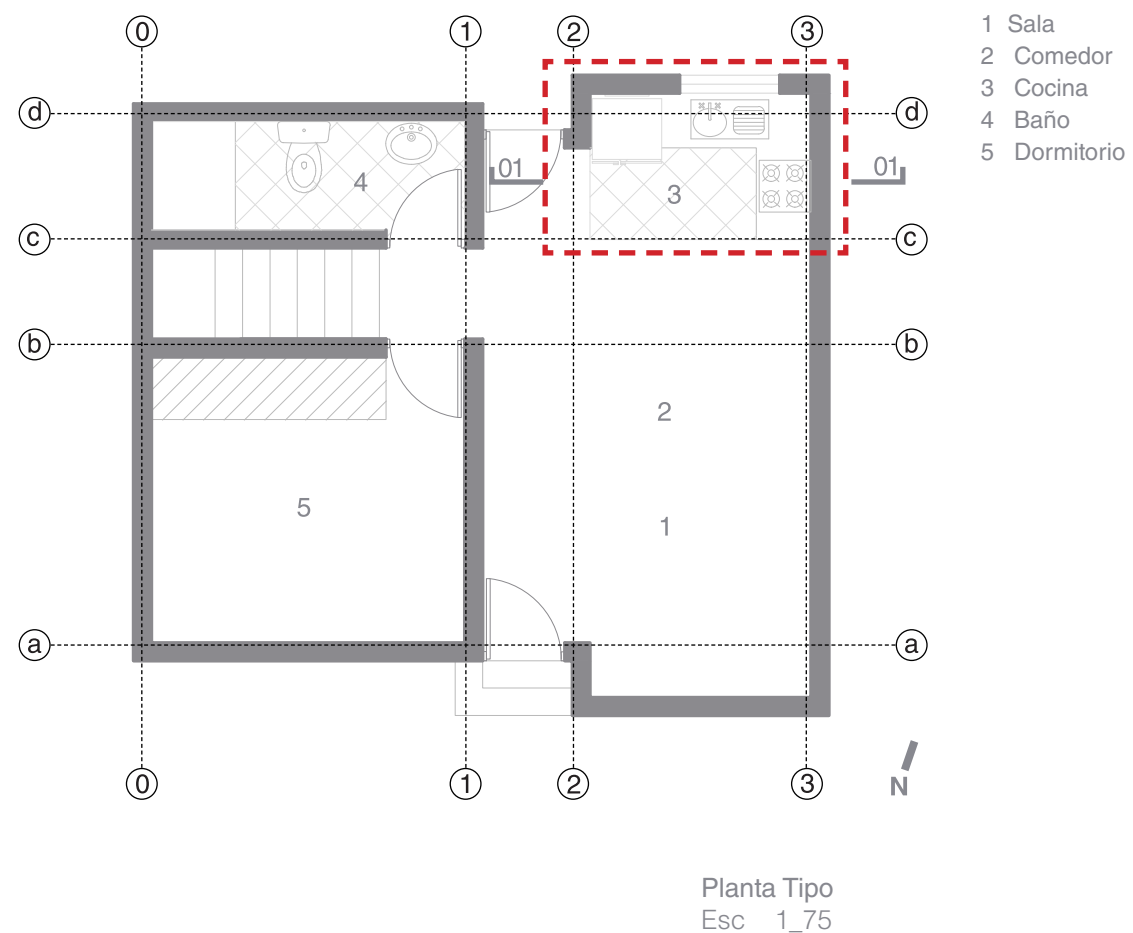 0 1 2 3
1 Sala
2 Comedor
3 Cocina
4 Baño
5 Dormitorio
d d
01 01
4 3
c c
b b
2
5 1
a a
N
0 1 2 3
Planta Tipo
Esc 1_75